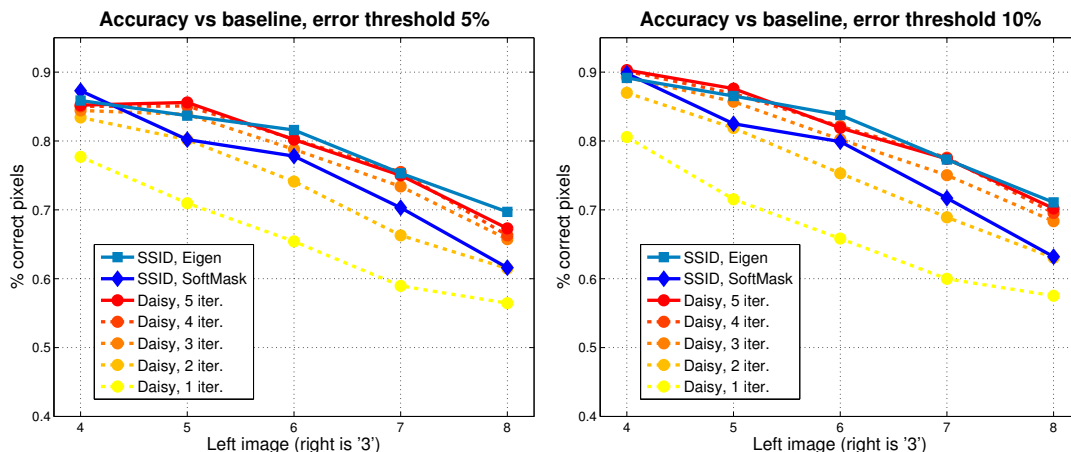 Accuracy vs baseline, error threshold 5%
% correct pixels
0.9
0.8
0.7
0.6
0.5
0.4
SSID, Eigen
SSID, SoftMask
Daisy, 5 iter.
Daisy, 4 iter.
Daisy, 3 iter.
Daisy, 2 iter.
Daisy, 1 iter.
4 5 6 7 8
Left image (right is '3')
Accuracy vs baseline, error threshold 10%
% correct pixels
0.9
0.8
0.7
0.6
0.5
0.4
SSID, Eigen
SSID, SoftMask
Daisy, 5 iter.
Daisy, 4 iter.
Daisy, 3 iter.
Daisy, 2 iter.
Daisy, 1 iter.
4 5 6 7 8
Left image (right is '3')